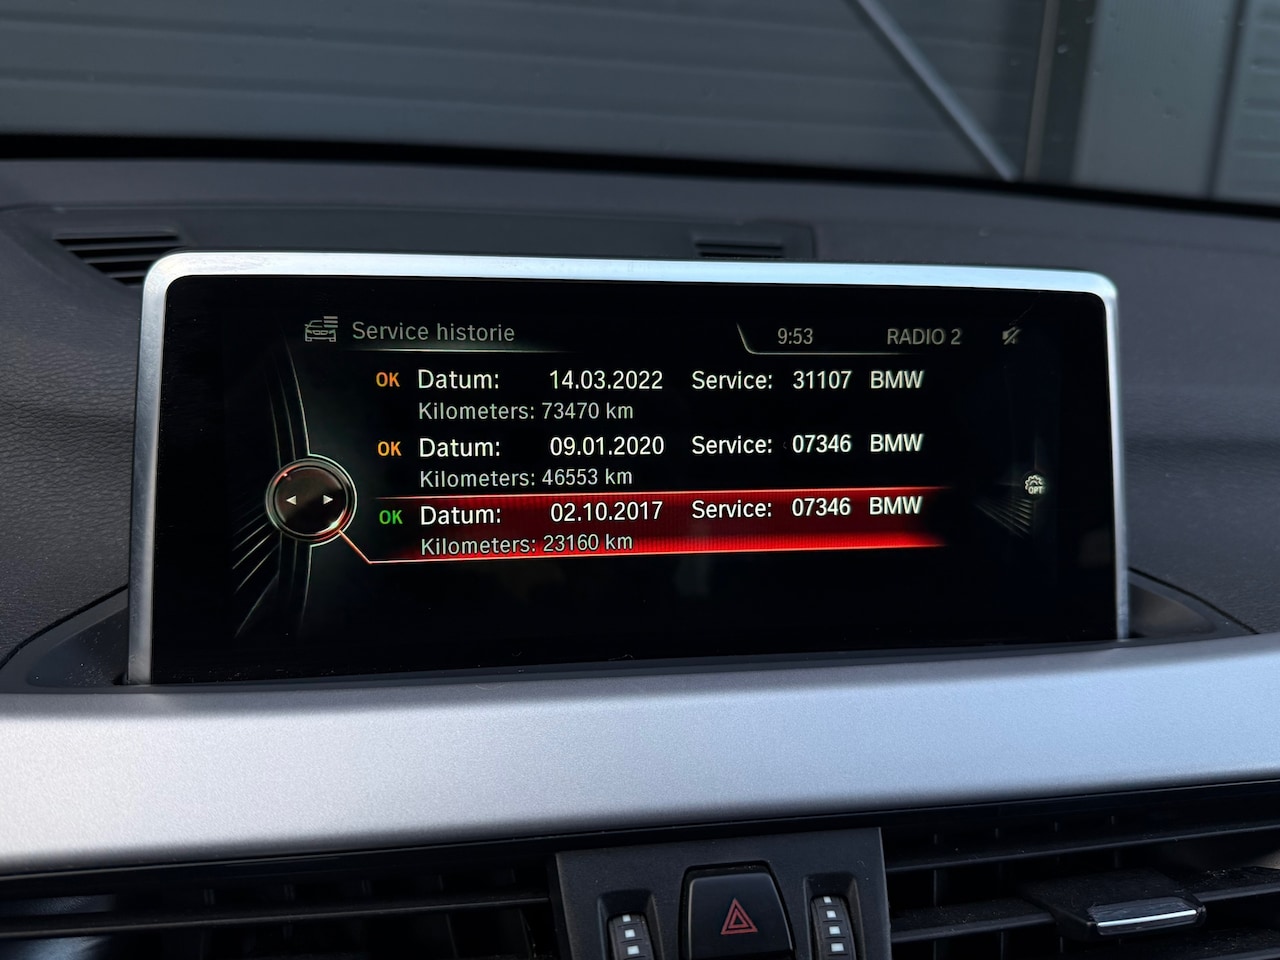 Service historie 9:53 RADIO 2
OK Datum: 14.03.2022 Service: 31107 BMW
Kilometers: 73470 km
OK Datum: 09.01.2020 Service: 07346 BMW
Kilometers: 46553 km
OK Datum: 02.10.2017 Service: 07346 BMW
Kilometers: 23160 km
OPT